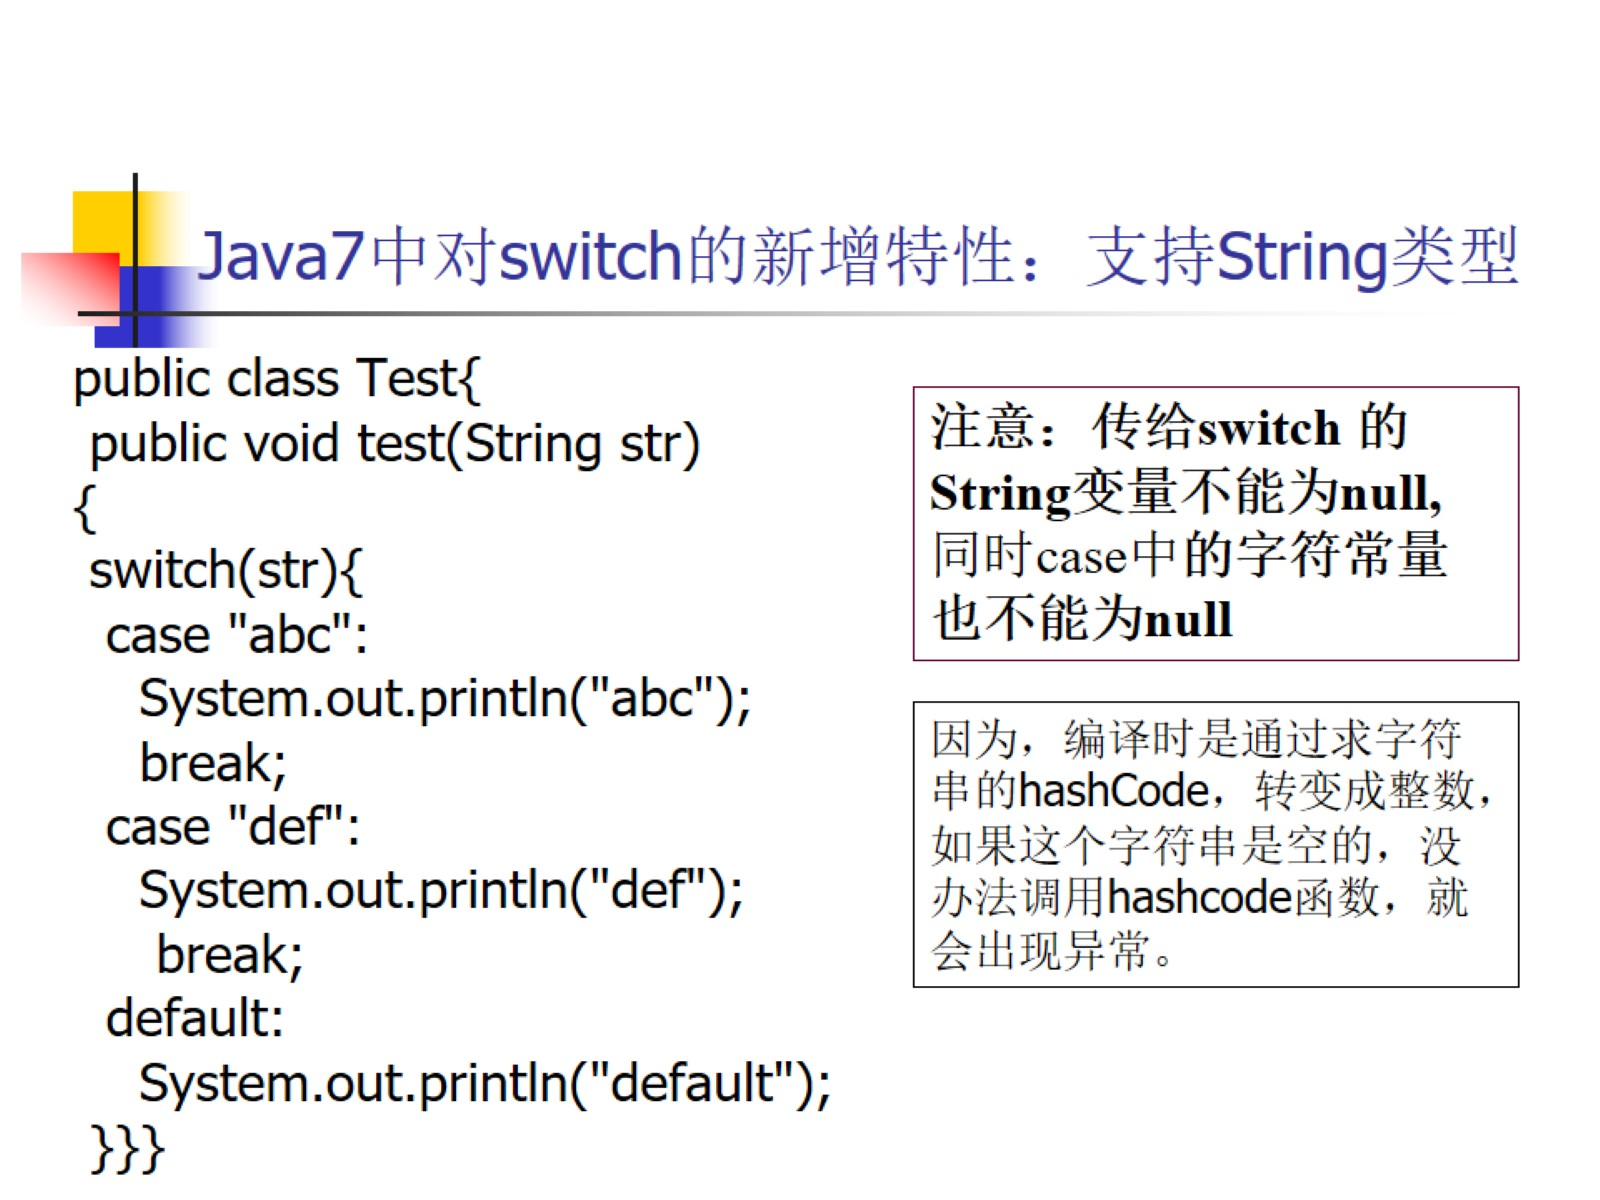 Java7中对switch的新增特性：支持String类型
public class Test{
public void test(String str)
{
switch(str){
case "abc":
System.out.println("abc");
break;
case "def":
System.out.println("def");
break;
default:
System.out.println("default");
}}}
注意：传给switch 的
String变量不能为null,
同时case中的字符常量
也不能为null
因为，编译时是通过求字符
串的hashCode，转变成整数，
如果这个字符串是空的，没
办法调用hashcode函数，就
会出现异常。